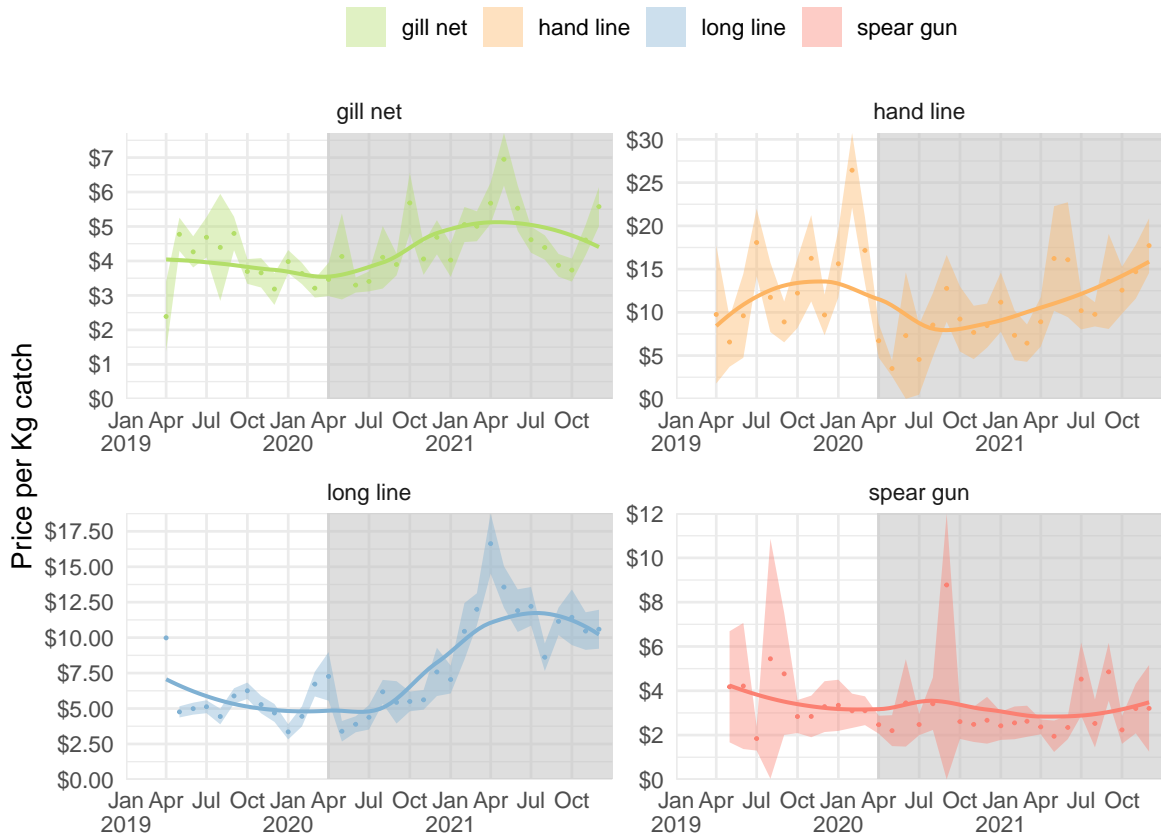 gill net hand line long line spear gun
gill net
$7
$6
$5
$4
$3
$2
$1
$0
Jan Apr Jul Oct Jan Apr Jul Oct Jan Apr Jul Oct
2019 2020 2021
hand line
$30
$25
$20
$15
$10
$5
$0
Jan Apr Jul Oct Jan Apr Jul Oct Jan Apr Jul Oct
2019 2020 2021
Price per Kg catch
long line
$17.50
$15.00
$12.50
$10.00
$7.50
$5.00
$2.50
$0.00
Jan Apr Jul Oct Jan Apr Jul Oct Jan Apr Jul Oct
2019 2020 2021
spear gun
$12
$10
$8
$6
$4
$2
$0
Jan Apr Jul Oct Jan Apr Jul Oct Jan Apr Jul Oct
2019 2020 2021